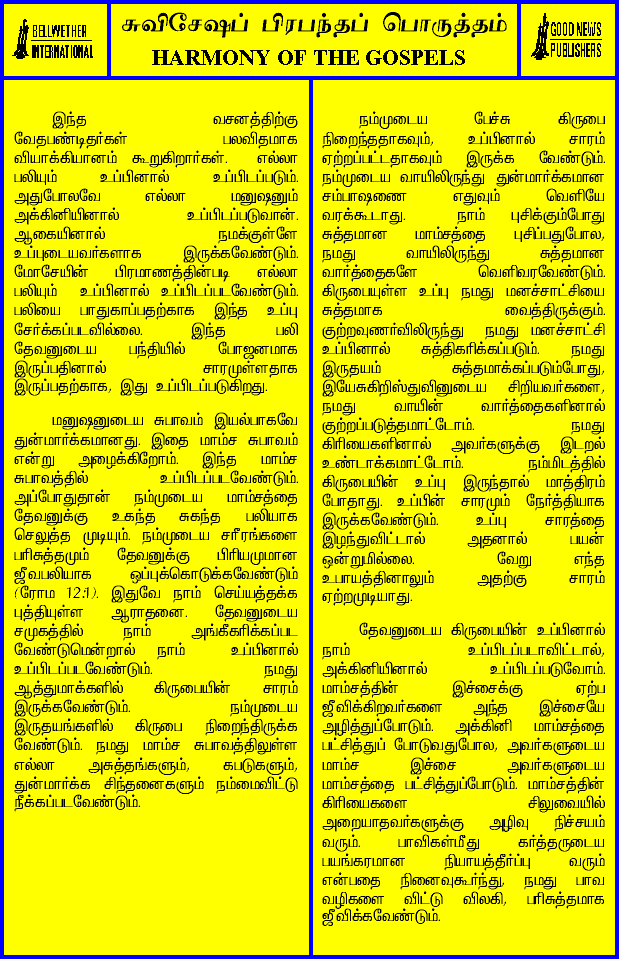 BELLWETHER
INTERNATIONAL
சுவிசேஷப் பிரபந்தப் பொருத்தம்
HARMONY OF THE GOSPELS
GOOD NEWS
PUBLISHERS
இந்த வசனத்திற்கு
வேதபண்டிதர்கள் பலவிதமாக
வியாக்கியானம் கூறுகிறார்கள். எல்லா
பலியும் உப்பினால் உப்பிடப்படும்.
அதுபோலவே எல்லா மனுஷனும்
அக்கினியினால் உப்பிடப்படுவான்.
ஆகையினால் நமக்குள்ளே
உப்புடையவர்களாக இருக்கவேண்டும்.
மோசேயின் பிரமாணத்தின்படி எல்லா
பலியும் உப்பினால் உப்பிடப்படவேண்டும்.
பலியை பாதுகாப்பதற்காக இந்த உப்பு
சேர்க்கப்படவில்லை. இந்த பலி
தேவனுடைய பந்தியில் போஜனமாக
இருப்பதினால் சாரமுள்ளதாக
இருப்பதற்காக, இது உப்பிடப்படுகிறது.
மனுஷனுடைய சுபாவம் இயல்பாகவே
துன்மார்க்கமானது. இதை மாம்ச சுபாவம்
என்று அழைக்கிறோம். இந்த மாம்ச
சுபாவத்தில் உப்பிடப்படவேண்டும்.
அப்போதுதான் நம்முடைய மாம்சத்தை
தேவனுக்கு உகந்த சுகந்த பலியாக
செலுத்த முடியும். நம்முடைய சரீரங்களை
பரிசுத்தமும் தேவனுக்கு பிரியமுமான
ஜீவபலியாக ஒப்புக்கொடுக்கவேண்டும்
(ரோம 12:1). இதுவே நாம் செய்யத்தக்க
புத்தியுள்ள ஆராதனை. தேவனுடைய
சமுகத்தில் நாம் அங்கீகரிக்கப்பட
வேண்டுமென்றால் நாம் உப்பினால்
உப்பிடப்படவேண்டும். நமது
ஆத்துமாக்களில் கிருபையின் சாரம்
இருக்கவேண்டும். நம்முடைய
இருதயங்களில் கிருபை நிறைந்திருக்க
வேண்டும். நமது மாம்ச சுபாவத்திலுள்ள
எல்லா அசுத்தங்களும், கபடுகளும்,
துன்மார்க்க சிந்தனைகளும் நம்மைவிட்டு
நீக்கப்படவேண்டும்.
நம்முடைய பேச்சு கிருபை
நிறைந்ததாகவும், உப்பினால் சாரம்
ஏற்றப்பட்டதாகவும் இருக்க வேண்டும்.
நம்முடைய வாயிலிருந்து துன்மார்க்கமான
சம்பாஷணை எதுவும் வெளியே
வரக்கூடாது. நாம் புசிக்கும்போது
சுத்தமான மாம்சத்தை புசிப்பதுபோல,
நமது வாயிலிருந்து சுத்தமான
வார்த்தைகளே வெளிவரவேண்டும்.
கிருபையுள்ள உப்பு நமது மனச்சாட்சியை
சுத்தமாக வைத்திருக்கும்.
குற்றவுணர்விலிருந்து நமது மனச்சாட்சி
உப்பினால் சுத்திகரிக்கப்படும். நமது
இருதயம் சுத்தமாக்கப்படும்போது,
இயேசுகிறிஸ்துவினுடைய சிறியவர்களை,
நமது வாயின் வார்த்தைகளினால்
குற்றப்படுத்தமாட்டோம். நமது
கிரியைகளினால் அவர்களுக்கு இடறல்
உண்டாக்கமாட்டோம். நம்மிடத்தில்
கிருபையின் உப்பு இருந்தால் மாத்திரம்
போதாது. உப்பின் சாரமும் நேர்த்தியாக
இருக்கவேண்டும். உப்பு சாரத்தை
இழந்துவிட்டால் அதனால் பயன்
ஒன்றுமில்லை. வேறு எந்த
உபாயத்தினாலும் அதற்கு சாரம்
ஏற்றமுடியாது.
தேவனுடைய கிருபையின் உப்பினால்
நாம் உப்பிடப்படாவிட்டால்,
அக்கினியினால் உப்பிடப்படுவோம்.
மாம்சத்தின் இச்சைக்கு ஏற்ப
ஜீவிக்கிறவர்களை அந்த இச்சையே
அழித்துப்போடும். அக்கினி மாம்சத்தை
பட்சித்துப் போடுவதுபோல, அவர்களுடைய
மாம்ச இச்சை அவர்களுடைய
மாம்சத்தை பட்சித்துப்போடும். மாம்சத்தின்
கிரியைகளை சிலுவையில்
அறையாதவர்களுக்கு அழிவு நிச்சயம்
வரும். பாவிகள்மீது கர்த்தருடைய
பயங்கரமான நியாயத்தீர்ப்பு வரும்
என்பதை நினைவுகூர்ந்து, நமது பாவ
வழிகளை விட்டு விலகி, பரிசுத்தமாக
ஜீவிக்கவேண்டும்.